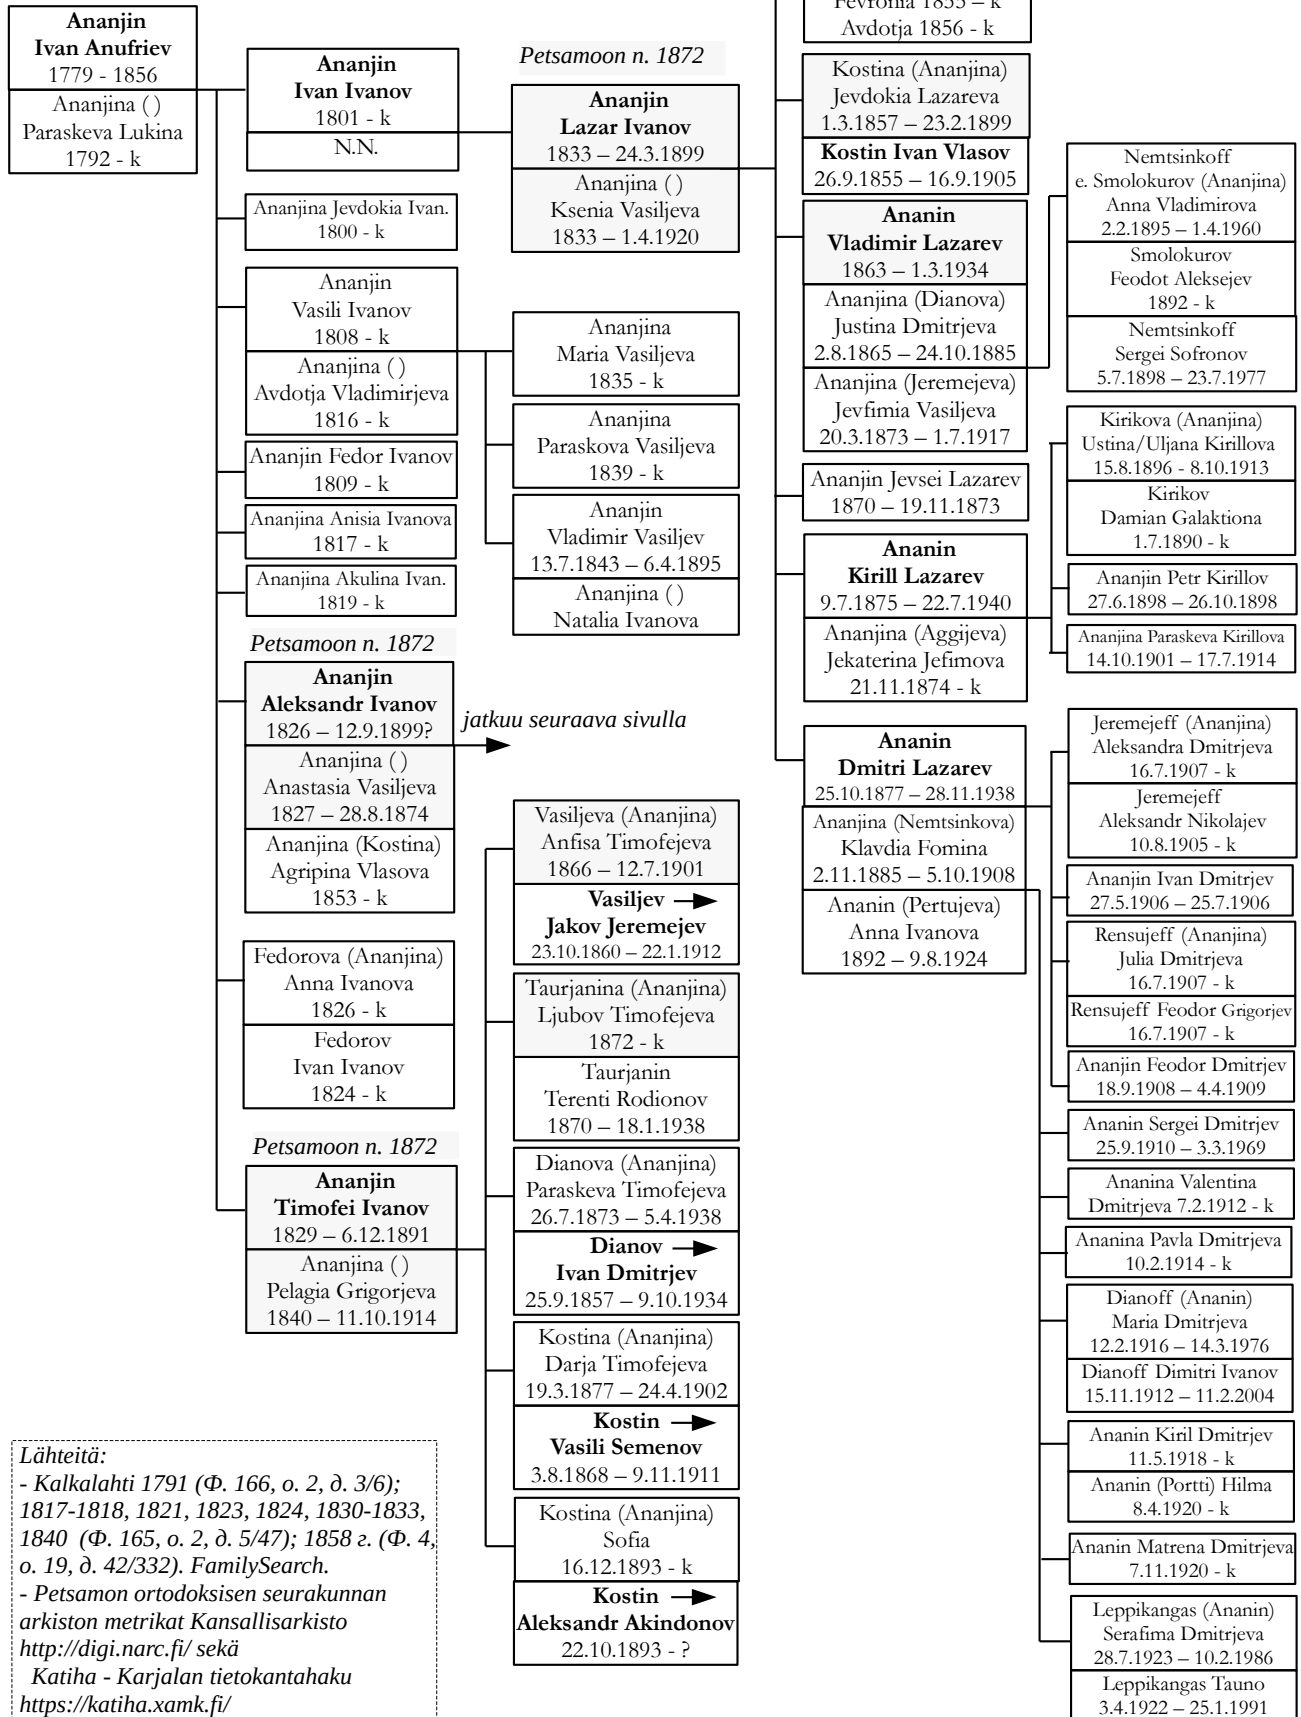 Ananjin
Ivan Anufriev
1779 - 1856
Ananjina ( )
Paraskeva Lukina
1792 - k
Ananjin
Ivan Ivanov
1801 - k
N.N.
Ananjina Jevdokia Ivan.
1800 - k
Ananjin
Vasili Ivanov
1808 - k
Ananjina ( )
Avdotja Vladimirjeva
1816 - k
Ananjin Fedor Ivanov
1809 - k
Ananjina Anisia Ivanova
1817 - k
Ananjina Akulina Ivan.
1819 - k
Petsamoon n. 1872
Ananjin
Aleksandr Ivanov
1826 – 12.9.1899?
Ananjina ( )
Anastasia Vasiljeva
1827 – 28.8.1874
Ananjina (Kostina)
Agripina Vlasova
1853 - k
jatkuu seuraava sivulla
Fedorova (Ananjina)
Anna Ivanova
1826 - k
Fedorov
Ivan Ivanov
1824 - k
Petsamoon n. 1872
Ananjin
Timofei Ivanov
1829 – 6.12.1891
Ananjina ( )
Pelagia Grigorjeva
1840 – 11.10.1914
Petsamoon n. 1872
Ananjin
Lazar Ivanov
1833 – 24.3.1899
Ananjina ( )
Ksenia Vasiljeva
1833 – 1.4.1920
Ananjina
Maria Vasiljeva
1835 - k
Ananjina
Paraskova Vasiljeva
1839 - k
Ananjin
Vladimir Vasiljev
13.7.1843 – 6.4.1895
Ananjina ( )
Natalia Ivanova
Vasiljeva (Ananjina)
Anfisa Timofejeva
1866 – 12.7.1901
Vasiljev
Jakov Jeremejev
23.10.1860 – 22.1.1912
Taurjanina (Ananjina)
Ljubov Timofejeva
1872 - k
Taurjanin
Terenti Rodionov
1870 – 18.1.1938
Dianova (Ananjina)
Paraskeva Timofejeva
26.7.1873 – 5.4.1938
Dianov
Ivan Dmitrjev
25.9.1857 – 9.10.1934
Kostina (Ananjina)
Darja Timofejeva
19.3.1877 – 24.4.1902
Kostin
Vasili Semenov
3.8.1868 – 9.11.1911
Kostina (Ananjina)
Sofia
16.12.1893 - k
Kostin
Aleksandr Akindonov
22.10.1893 - ?
Fevronia 1855 – k
Avdotja 1856 - k
Kostina (Ananjina)
Jevdokia Lazareva
1.3.1857 – 23.2.1899
Kostin Ivan Vlasov
26.9.1855 – 16.9.1905
Ananin
Vladimir Lazarev
1863 – 1.3.1934
Ananjina (Dianova)
Justina Dmitrjeva
2.8.1865 – 24.10.1885
Ananjina (Jeremejeva)
Jevfimia Vasiljeva
20.3.1873 – 1.7.1917
Ananjin Jevsei Lazarev
1870 – 19.11.1873
Ananin
Kirill Lazarev
9.7.1875 – 22.7.1940
Ananjina (Aggijeva)
Jekaterina Jefimova
21.11.1874 - k
Ananin
Dmitri Lazarev
25.10.1877 – 28.11.1938
Ananjina (Nemtsinkova)
Klavdia Fomina
2.11.1885 – 5.10.1908
Ananin (Pertujeva)
Anna Ivanova
1892 – 9.8.1924
Nemtsinkoff
e. Smolokurov (Ananjina)
Anna Vladimirova
2.2.1895 – 1.4.1960
Smolokurov
Feodot Aleksejev
1892 - k
Nemtsinkoff
Sergei Sofronov
5.7.1898 – 23.7.1977
Kirikova (Ananjina)
Ustina/Uljana Kirillova
15.8.1896 - 8.10.1913
Kirikov
Damian Galaktiona
1.7.1890 - k
Ananjin Petr Kirillov
27.6.1898 – 26.10.1898
Ananjina Paraskeva Kirillova
14.10.1901 – 17.7.1914
Jeremejeff (Ananjina)
Aleksandra Dmitrjeva
16.7.1907 - k
Jeremejeff
Aleksandr Nikolajev
10.8.1905 - k
Ananjin Ivan Dmitrjev
27.5.1906 – 25.7.1906
Rensujeff (Ananjina)
Julia Dmitrjeva
16.7.1907 - k
Rensujeff Feodor Grigorjev
16.7.1907 - k
Ananjin Feodor Dmitrjev
18.9.1908 – 4.4.1909
Ananin Sergei Dmitrjev
25.9.1910 – 3.3.1969
Ananina Valentina
Dmitrjeva 7.2.1912 - k
Ananina Pavla Dmitrjeva
10.2.1914 - k
Dianoff (Ananin)
Maria Dmitrjeva
12.2.1916 – 14.3.1976
Dianoff Dimitri Ivanov
15.11.1912 – 11.2.2004
Ananin Kiril Dmitrjev
11.5.1918 – k
Ananin (Portti) Hilma
8.4.1920 – k
Ananin Matrena Dmitrjeva
7.11.1920 – k
Leppikangas (Ananin)
Serafima Dmitrjeva
28.7.1923 – 10.2.1986
Leppikangas Tauno
3.4.1922 – 25.1.1991
Lähteitä:
- Kalkalahti 1791 (Ф. 166, о. 2, д. 3/6);
1817-1818, 1821, 1823, 1824, 1830-1833,
1840  (Ф. 165, о. 2, д. 5/47); 1858 г. (Ф. 4,
о. 19, д. 42/332). FamilySearch.
- Petsamon ortodoksisen seurakunnan
arkiston metrikat Kansallisarkisto
http://digi.narc.fi/ sekä
Katiha - Karjalan tietokantahaku
https://katiha.xamk.fi/